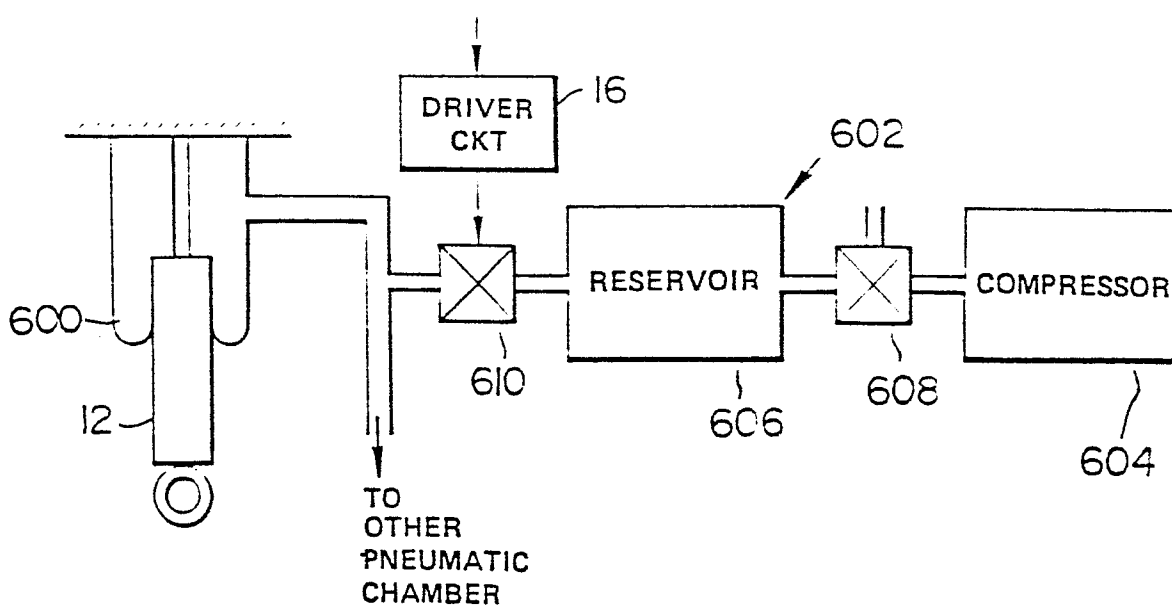 DRIVER
CKT
16
602
RESERVOIR
COMPRESSOR
600
610
608
606
604
12
TO
OTHER
PNEUMATIC
CHAMBER